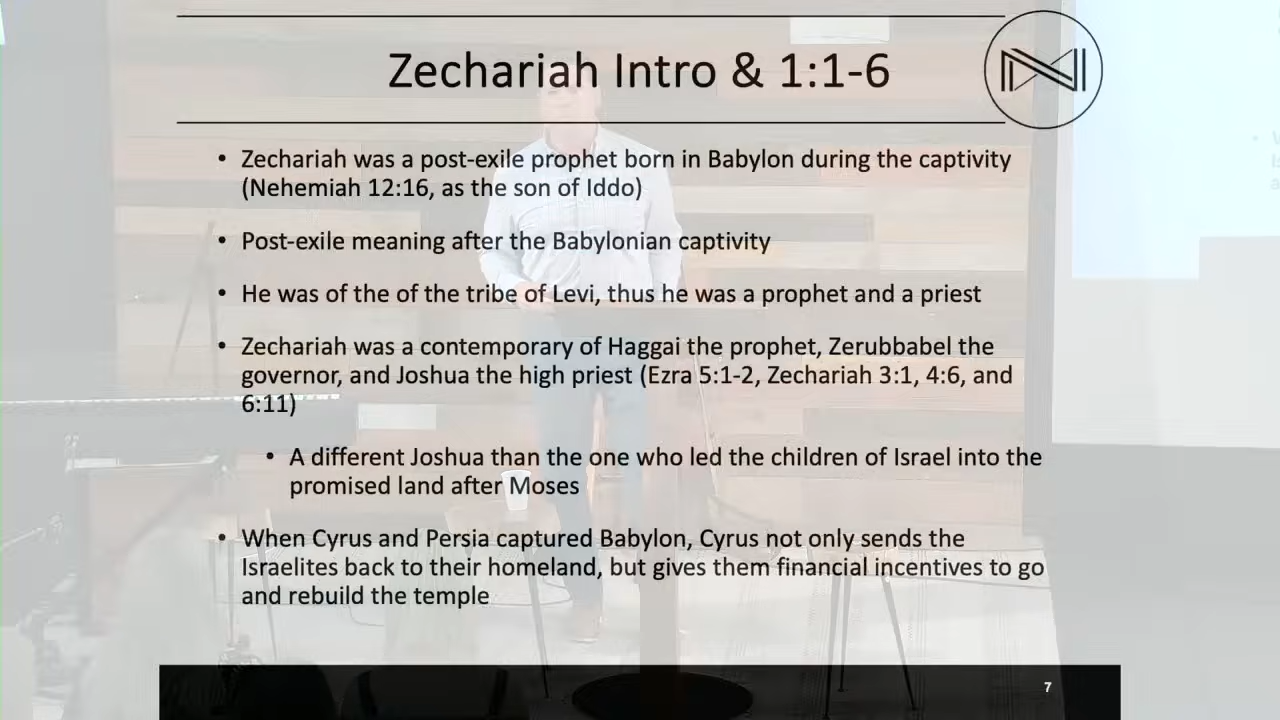 Zechariah Intro & 1:1-6
• Zechariah was a post-exile prophet born in Babylon during the captivity
(Nehemiah 12:16, as the son of Iddo)
• Post-exile meaning after the Babylonian captivity
• He was of the of the tribe of Levi, thus he was a prophet and a priest
• Zechariah was a contemporary of Haggai the prophet, Zerubbabel the
governor, and Joshua the high priest (Ezra 5:1-2, Zechariah 3:1, 4:6, and
6:11)
• A different Joshua than the one who led the children of Israel into the
promised land after Moses
• When Cyrus and Persia captured Babylon, Cyrus not only sends the
Israelites back to their homeland, but gives them financial incentives to go
and rebuild the temple
7